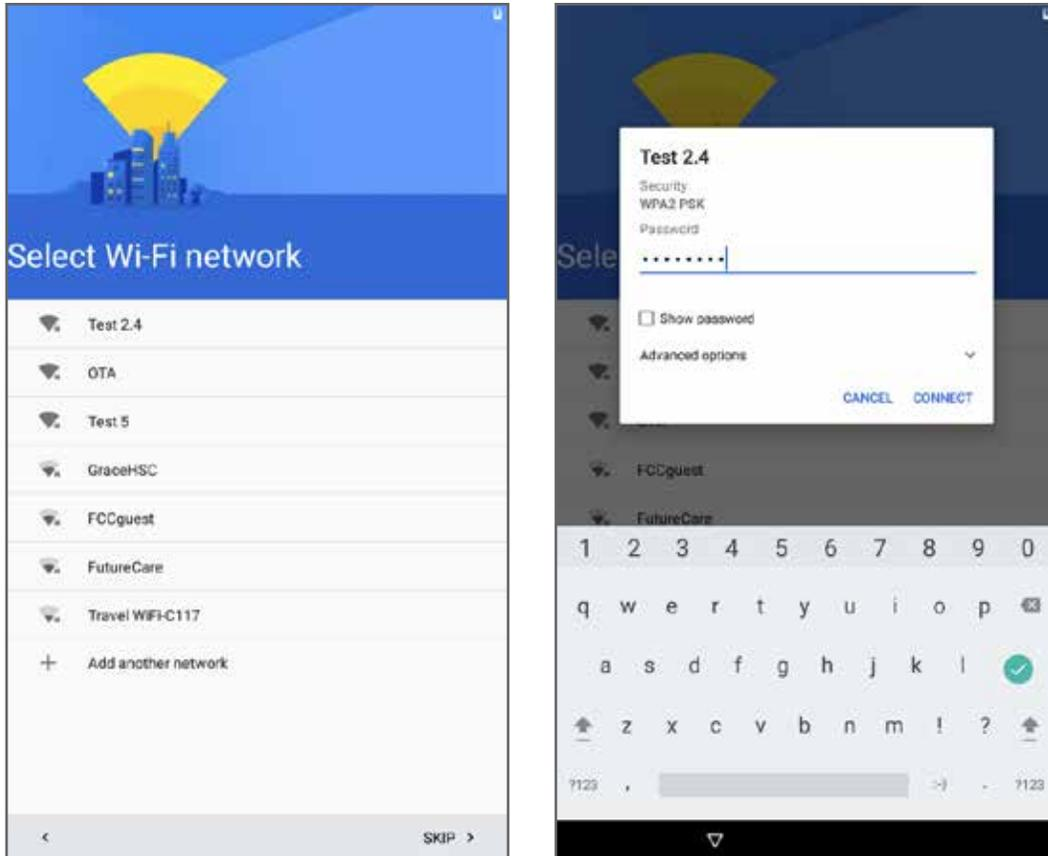 Select Wi-Fi network
Test 2.4
OTA
Test 5
GraceHSC
FCCguest
FutureCare
Travel WiFi-C117
Add another network
SKIP
Test 2.4
Security
WPA2 PSK
Password
Sele
Show password
Advanced options
CANCEL CONNECT
FCCguest
FutureCare
1 2 3 4 5 6 7 8 9 0
q w e r t y u i o p
a s d f g h j k l
z x c v b n m ! ?
?123 , :-) . ?123